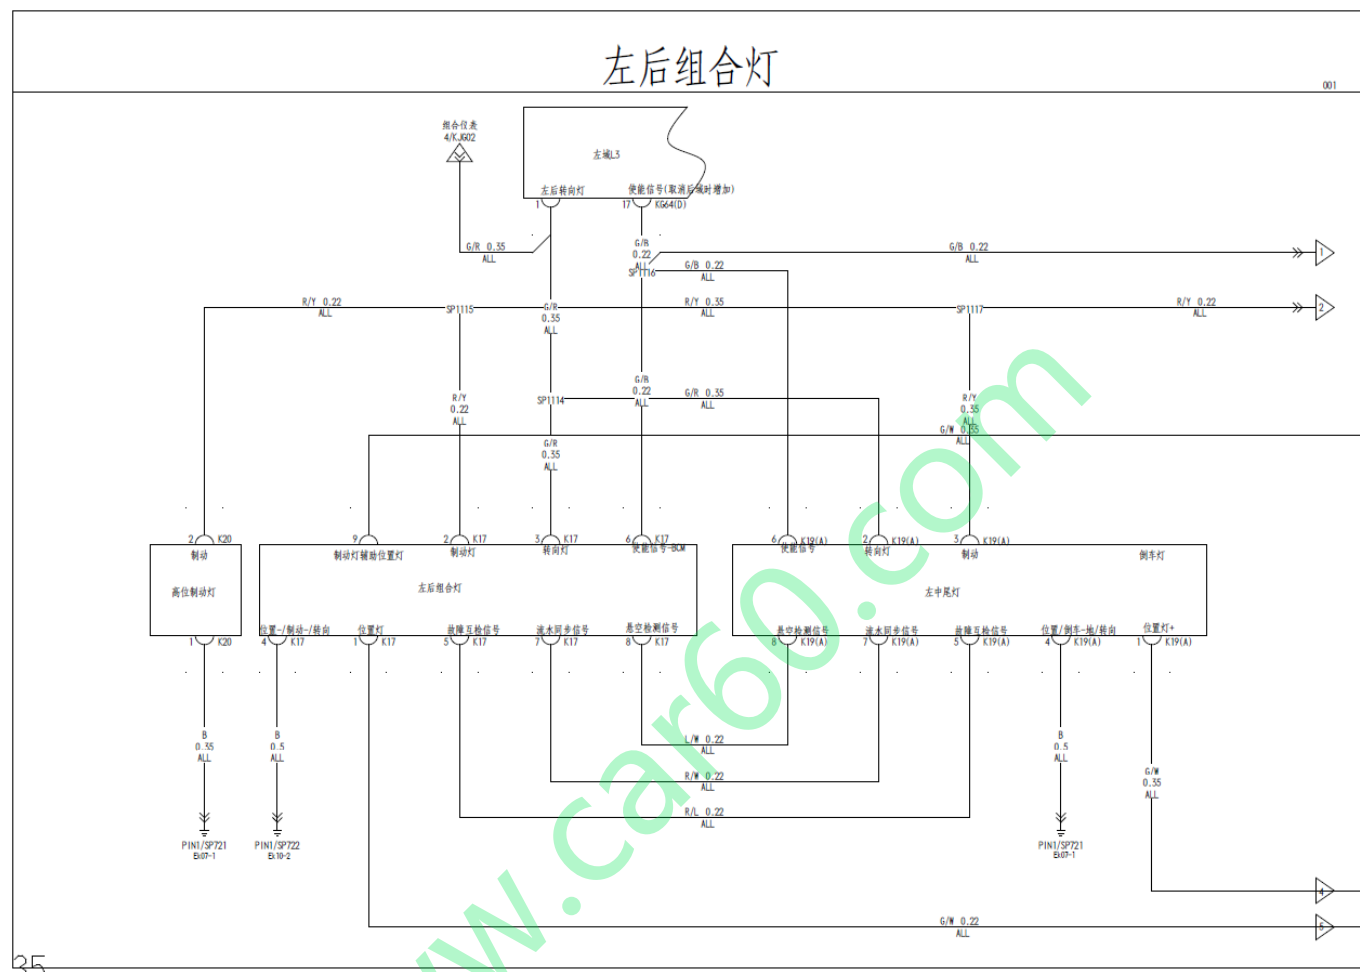 左后组合灯
001
组合仪表
4/KJG02
左域L3
左后转向灯
使能信号(取消后域时增加)
1
17
KG64(D)
G/R 0.35
ALL
G/B
0.22
ALL
G/B 0.22
ALL
1
SP1116
G/B 0.22
ALL
R/Y 0.22
ALL
SP1115
G/R
0.35
ALL
R/Y 0.35
ALL
SP1117
R/Y 0.22
ALL
2
G/B
0.22
ALL
R/Y
0.22
ALL
SP1114
G/R 0.35
ALL
R/Y
0.35
ALL
G/W 0.35
ALL
G/R
0.35
ALL
2 K20
9
2 K17
3 K17
6 K17
6 K19(A)
2 K19(A)
3 K19(A)
制动
制动灯辅助位置灯
制动灯
转向灯
使能信号-BCM
使能信号
转向灯
制动
倒车灯
高位制动灯
左后组合灯
左中尾灯
位置-/制动-/转向
位置灯
故障互检信号
流水同步信号
悬空检测信号
悬空检测信号
流水同步信号
故障互检信号
位置/倒车-地/转向
位置灯+
1 K20
4 K17
1 K17
5 K17
7 K17
8 K17
8 K19(A)
7 K19(A)
5 K19(A)
4 K19(A)
1 K19(A)
B
0.35
ALL
B
0.5
ALL
L/W 0.22
ALL
B
0.5
ALL
R/W 0.22
ALL
G/W
0.35
ALL
R/L 0.22
ALL
PIN1/SP721
EK07-1
PIN1/SP722
EK10-2
PIN1/SP721
EK07-1
4
G/W 0.22
ALL
5
35
w.car60.com